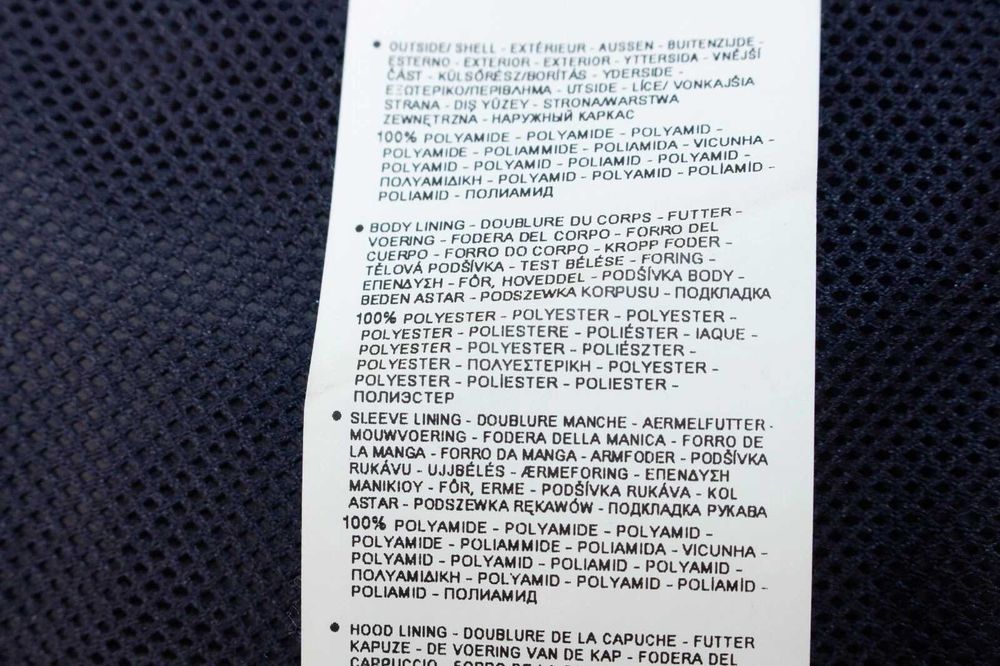 • OUTSIDE/ SHELL - EXTÉRIEUR - AUSSEN - BUITENZIJDE -
ESTERNO - EXTERIOR - EXTERIOR - YTTERSIDA - VNĚJŠÍ
ČÁST - KÜLSŐRÉSZ/BORÍTÁS - YDERSIDE -
ΕΞΩΤΕΡΙΚΟ/ΠΕΡΙΒΛΗΜΑ - UTSIDE - LÍCE/ VONKAJŠIA
STRANA - DIŞ YÜZEY - STRONA/WARSTWA
ZEWNĘTRZNA - НАРУЖНЫЙ КАРКАС
100% POLYAMIDE - POLYAMIDE - POLYAMID -
POLYAMIDE - POLIAMMIDE - POLIAMIDA - VICUNHA -
POLYAMID - POLYAMID - POLIAMID - POLYAMID -
ΠΟΛΥΑΜΙΔΙΚΗ - POLYAMID - POLYAMID - POLÍAMÍD -
POLIAMID - ПОЛИАМИД
• BODY LINING - DOUBLURE DU CORPS - FUTTER -
VOERING - FODERA DEL CORPO - FORRO DEL
CUERPO - FORRO DO CORPO - KROPP FODER -
TĚLOVÁ PODŠÍVKA - TEST BÉLÉSE - FORING -
ΕΠΕΝΔΥΣΗ - FÔR, HOVEDDEL - PODŠÍVKA BODY -
BEDEN ASTAR - PODSZEWKA KORPUSU - ПОДКЛАДКА
100% POLYESTER - POLYESTER - POLYESTER -
POLYESTER - POLIESTERE - POLIÉSTER - IAQUE -
POLYESTER - POLYESTER - POLIÉSZTER -
POLYESTER - ΠΟΛΥΕΣΤΕΡΙΚΗ - POLYESTER -
POLYESTER - POLÍESTER - POLIESTER -
ПОЛИЭСТЕР
• SLEEVE LINING - DOUBLURE MANCHE - AERMELFUTTER -
MOUWVOERING - FODERA DELLA MANICA - FORRO DE
LA MANGA - FORRO DA MANGA - ARMFODER - PODŠÍVKA
RUKÁVU - UJJBÉLÉS - ÆRMEFORING - ΕΠΕΝΔΥΣΗ
ΜΑΝΙΚΙΟΥ - FÔR, ERME - PODŠÍVKA RUKÁVA - KOL
ASTAR - PODSZEWKA RĘKAWÓW - ПОДКЛАДКА РУКАВА
100% POLYAMIDE - POLYAMIDE - POLYAMID -
POLYAMIDE - POLIAMMIDE - POLIAMIDA - VICUNHA -
POLYAMID - POLYAMID - POLIAMID - POLYAMID -
ΠΟΛΥΑΜΙΔΙΚΗ - POLYAMID - POLYAMID - POLÍAMÍD -
POLIAMID - ПОЛИАМИД
• HOOD LINING - DOUBLURE DE LA CAPUCHE - FUTTER
KAPUZE - DE VOERING VAN DE KAP - FODERA DEL
CAPPUCCIO - FORRO DE LA